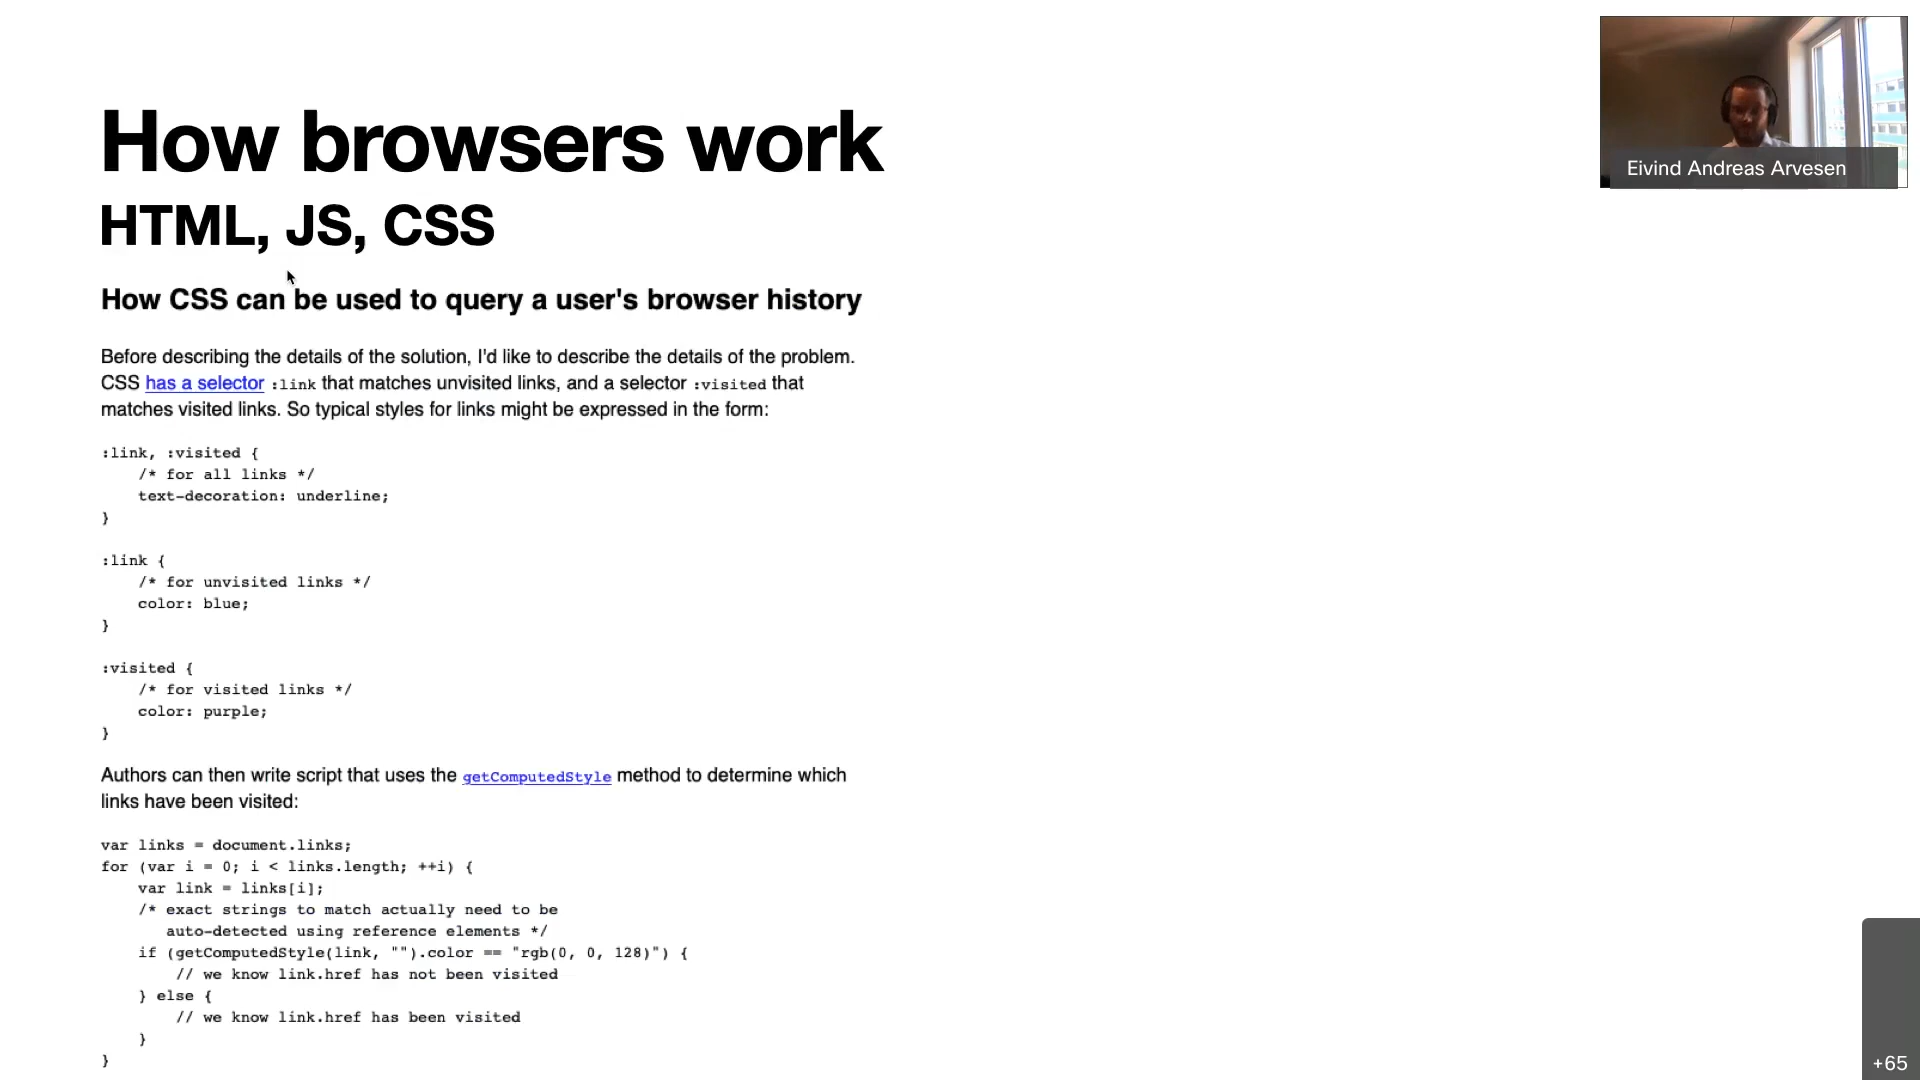 How browsers work
HTML, JS, CSS
How CSS can be used to query a user's browser history
Before describing the details of the solution, I'd like to describe the details of the problem.
CSS has a selector :link that matches unvisited links, and a selector :visited that
matches visited links. So typical styles for links might be expressed in the form:
:link, :visited {
    /* for all links */
    text-decoration: underline;
}
:link {
    /* for unvisited links */
    color: blue;
}
:visited {
    /* for visited links */
    color: purple;
}
Authors can then write script that uses the getComputedStyle method to determine which
links have been visited:
var links = document.links;
for (var i = 0; i < links.length; ++i) {
    var link = links[i];
    /* exact strings to match actually need to be
       auto-detected using reference elements */
    if (getComputedStyle(link, "").color == "rgb(0, 0, 128)") {
        // we know link.href has not been visited
    } else {
        // we know link.href has been visited
    }
}
Eivind Andreas Arvesen
+65